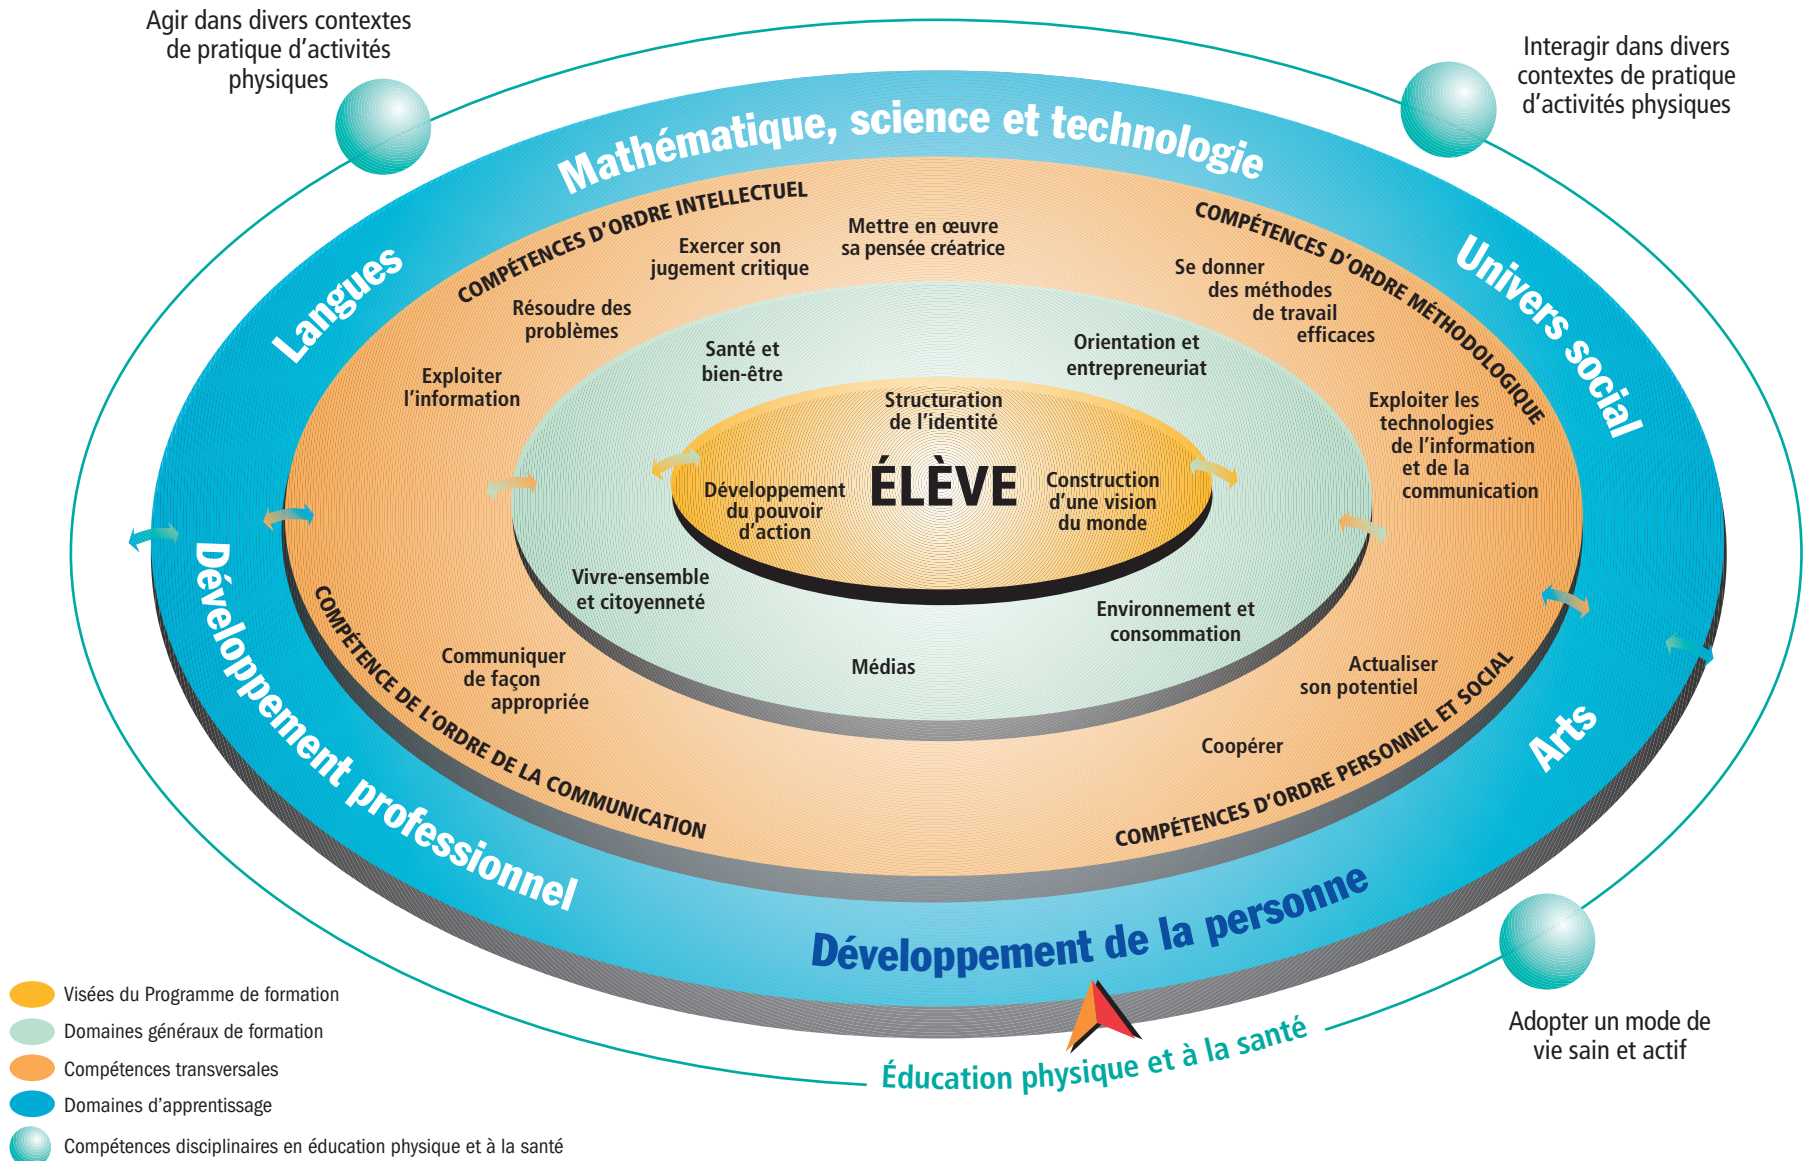 Agir dans divers contextes
de pratique d'activités
physiques
Interagir dans divers
contextes de pratique
d'activités physiques
Mathématique, science et technologie
Langues
Univers social
COMPÉTENCES D'ORDRE INTELLECTUEL
Exploiter
l'information
Résoudre des
problèmes
Exercer son
jugement critique
Mettre en œuvre
sa pensée créatrice
COMPÉTENCES D'ORDRE MÉTHODOLOGIQUE
Se donner
des méthodes
de travail
efficaces
Exploiter les
technologies
de l'information
et de la
communication
Santé et
bien-être
Orientation et
entrepreneuriat
Structuration
de l'identité
ÉLÈVE
Développement
du pouvoir
d'action
Construction
d'une vision
du monde
Vivre-ensemble
et citoyenneté
Environnement et
consommation
Médias
Communiquer
de façon
appropriée
COMPÉTENCE DE L'ORDRE DE LA COMMUNICATION
Actualiser
son potentiel
Coopérer
COMPÉTENCES D'ORDRE PERSONNEL ET SOCIAL
Développement professionnel
Arts
Développement de la personne
Éducation physique et à la santé
Adopter un mode de
vie sain et actif
Visées du Programme de formation
Domaines généraux de formation
Compétences transversales
Domaines d'apprentissage
Compétences disciplinaires en éducation physique et à la santé